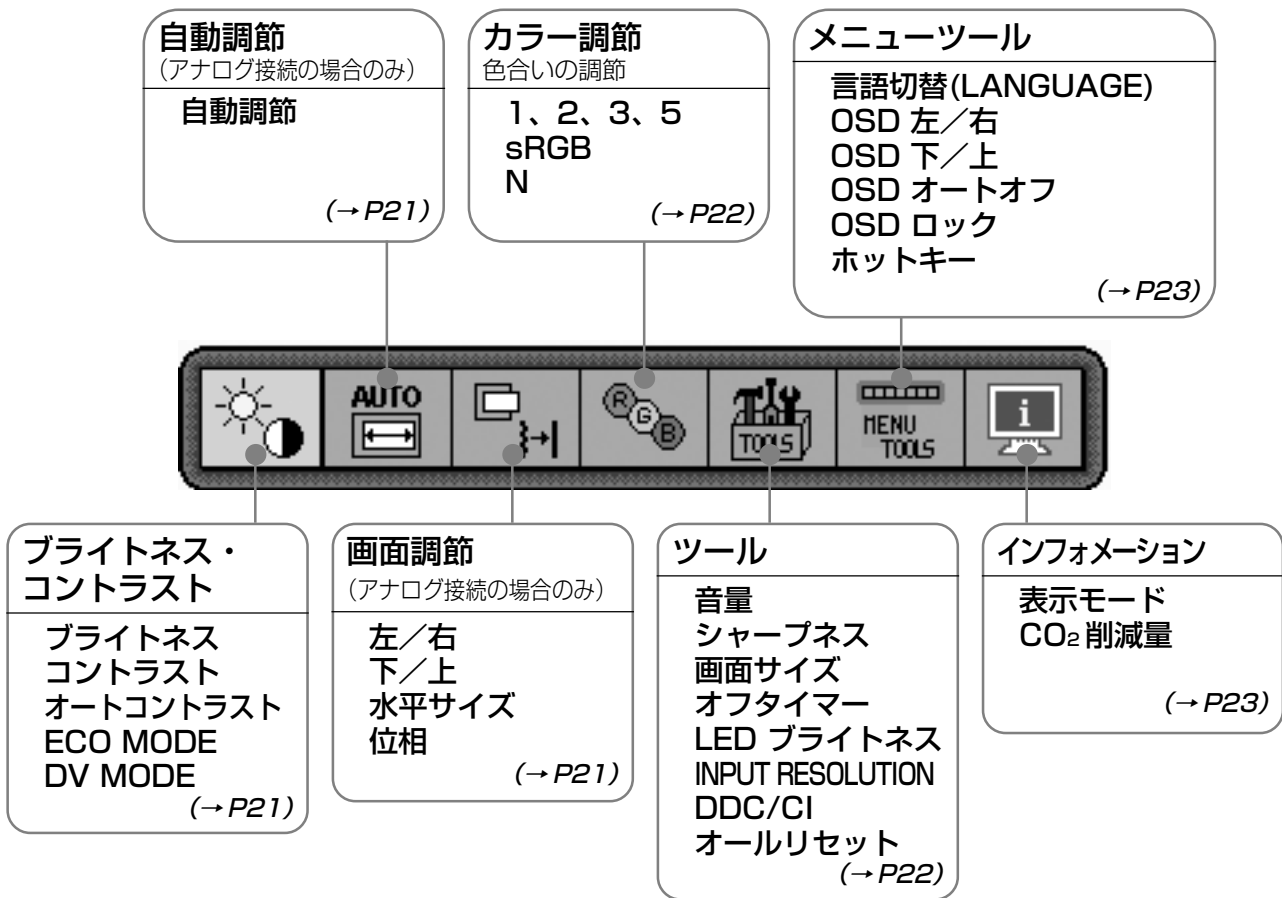 自動調節
（アナログ接続の場合のみ）
自動調節
(→P21)
カラー調節
色合いの調節
1、2、3、5
sRGB
N
(→P22)
メニューツール
言語切替(LANGUAGE)
OSD 左／右
OSD 下／上
OSD オートオフ
OSD ロック
ホットキー
(→P23)
AUTO
R
G
B
TOOLS
MENU
TOOLS
i
ブライトネス・
コントラスト
ブライトネス
コントラスト
オートコントラスト
ECO MODE
DV MODE
(→P21)
画面調節
（アナログ接続の場合のみ）
左／右
下／上
水平サイズ
位相
(→P21)
ツール
音量
シャープネス
画面サイズ
オフタイマー
LED ブライトネス
INPUT RESOLUTION
DDC/CI
オールリセット
(→P22)
インフォメーション
表示モード
CO₂削減量
(→P23)